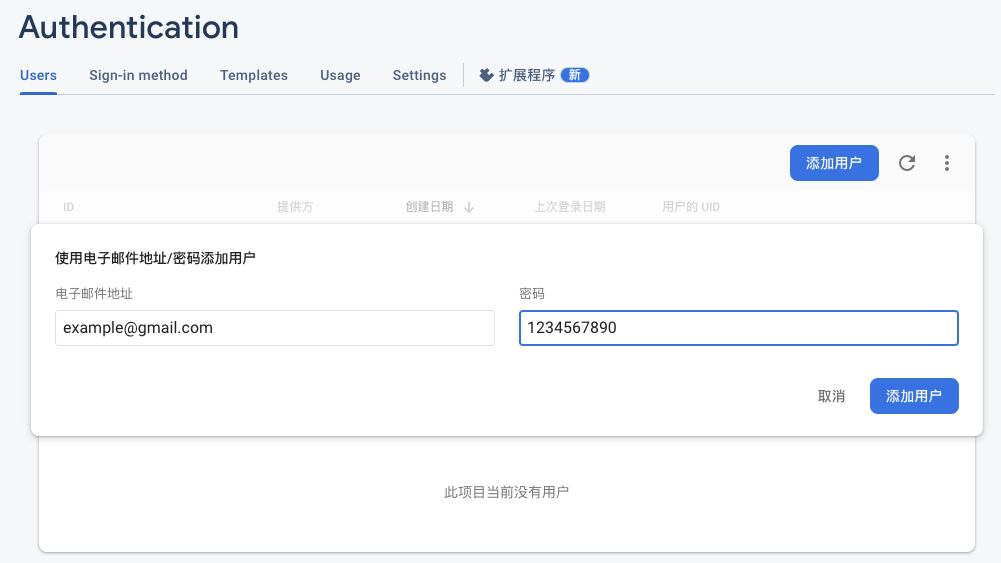 Authentication
Users Sign-in method Templates Usage Settings 扩展程序 新
添加用户
ID 提供方 创建日期 上次登录日期 用户的 UID
使用电子邮件地址/密码添加用户
电子邮件地址 密码
example@gmail.com 1234567890
取消 添加用户
此项目当前没有用户